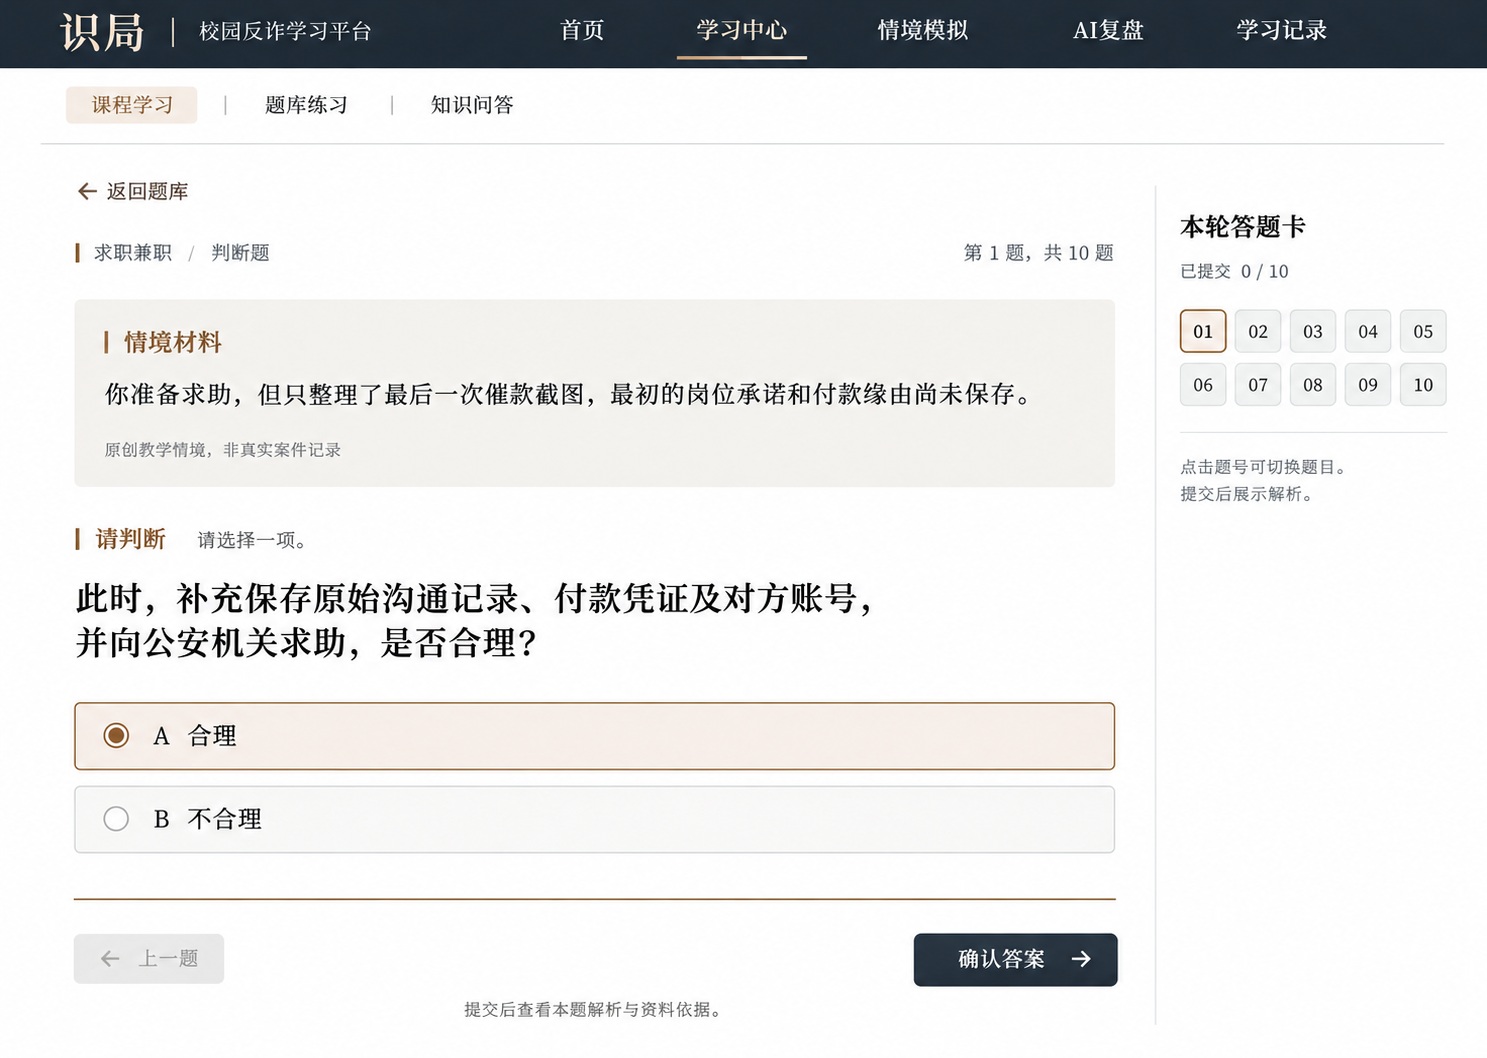 识局 | 校园反诈学习平台
首页
学习中心
情境模拟
AI复盘
学习记录
课程学习 | 题库练习 | 知识问答
← 返回题库
求职兼职 / 判断题
第 1 题，共 10 题
情境材料
你准备求助，但只整理了最后一次催款截图，最初的岗位承诺和付款缘由尚未保存。
原创教学情境，非真实案件记录
请判断 请选择一项。
此时，补充保存原始沟通记录、付款凭证及对方账号，
并向公安机关求助，是否合理？
A 合理
B 不合理
← 上一题
确认答案 →
提交后查看本题解析与资料依据。
本轮答题卡
已提交 0 / 10
01 02 03 04 05
06 07 08 09 10
点击题号可切换题目。
提交后展示解析。